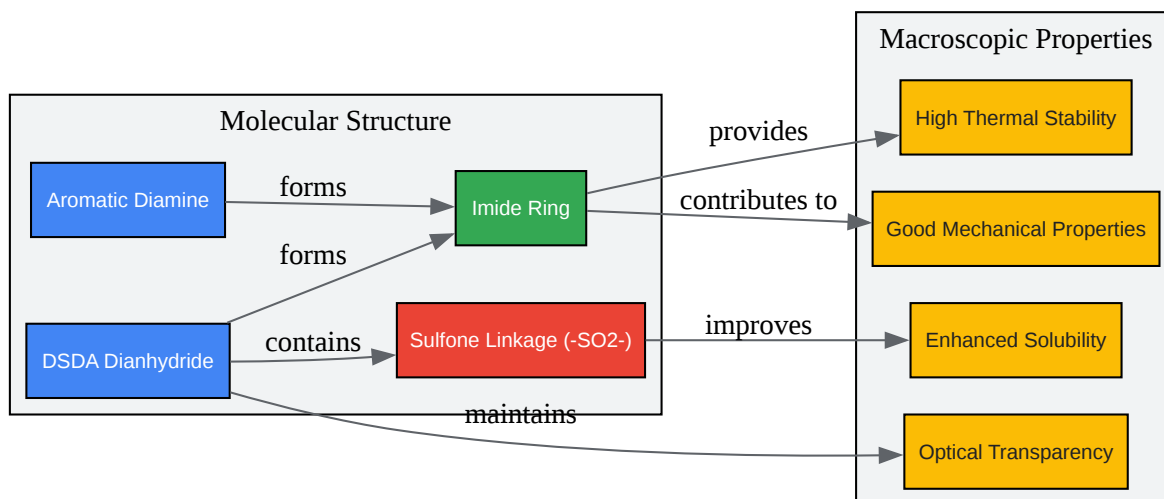 Macroscopic Properties
Molecular Structure
High Thermal Stability
provides
Aromatic Diamine
forms
Imide Ring
contributes to
Good Mechanical Properties
forms
DSDA Dianhydride
contains
Sulfone Linkage (-SO2-)
improves
Enhanced Solubility
maintains
Optical Transparency